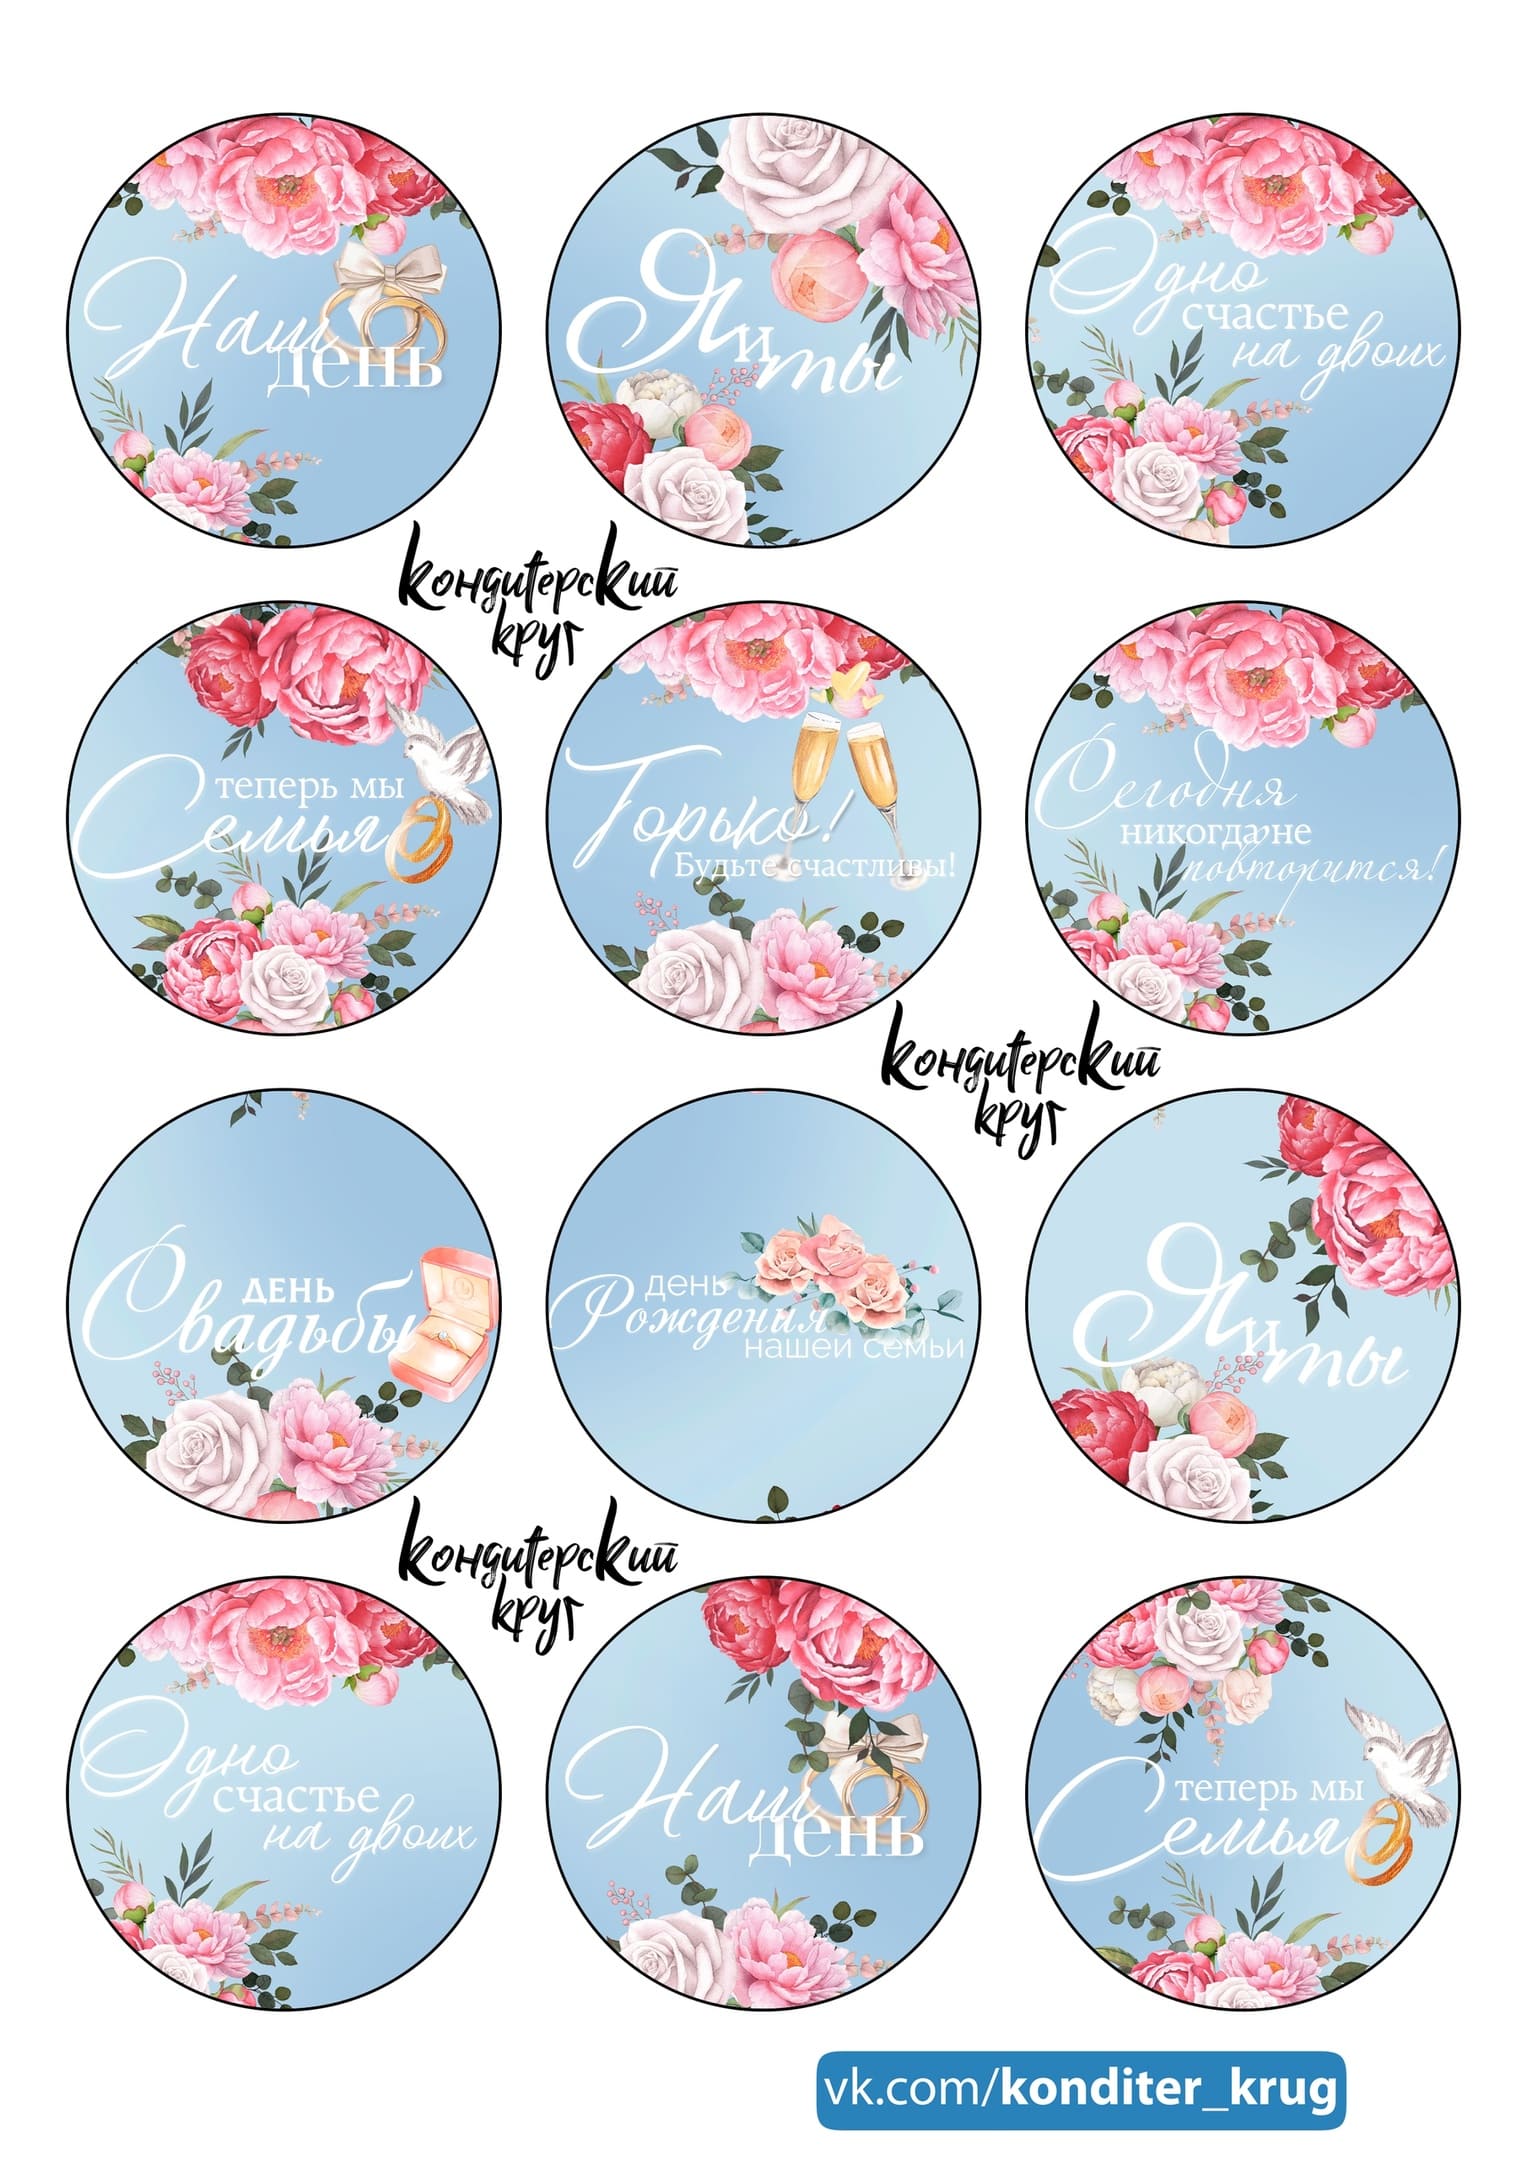 Наш
день
Я и
ты
Одно
счастье
на двоих
кондитерский
круг
теперь мы
Семья
Горько!
Будьте счастливы!
Сегодня
никогда не
повторится!
кондитерский
круг
день
Свадьбы
день
Рождения
нашей семьи
Я и
ты
кондитерский
круг
Одно
счастье
на двоих
Наш
день
теперь мы
Семья
vk.com/konditer_krug